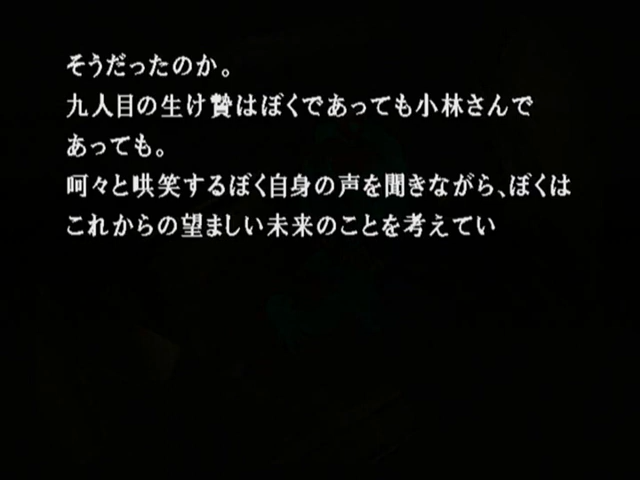 そうだったのか。
九人目の生け贄はぼくであっても小林さんで
あっても。
呵々と哄笑するぼく自身の声を聞きながら、ぼくは
これからの望ましい未来のことを考えてい